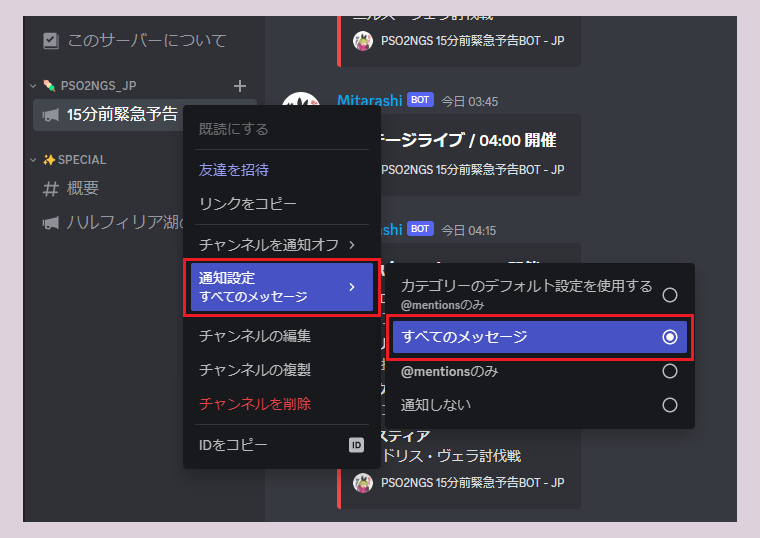 このサーバーについて
PSO2NGS_JP
15分前緊急予告
SPECIAL
概要
ハルフィリア湖の
既読にする
友達を招待
リンクをコピー
チャンネルを通知オフ
通知設定
すべてのメッセージ
チャンネルの編集
チャンネルの複製
チャンネルを削除
IDをコピー
ID
カテゴリーのデフォルト設定を使用する
@mentionsのみ
すべてのメッセージ
@mentionsのみ
通知しない
PSO2NGS 15分前緊急予告BOT - JP
Mitarashi BOT 今日 03:45
ージライブ / 04:00 開催
PSO2NGS 15分前緊急予告BOT - JP
ashi BOT 今日 04:15
スティア
ドリス・ヴェラ討伐戦
PSO2NGS 15分前緊急予告BOT - JP